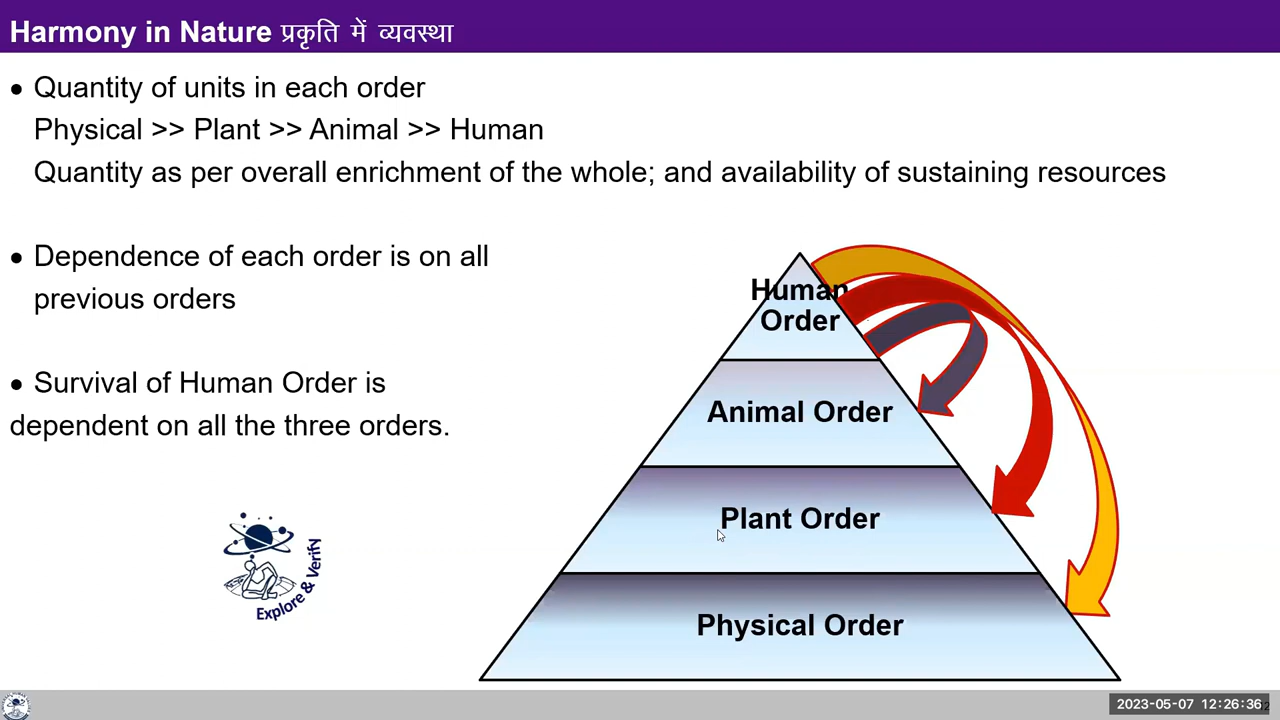 Harmony in Nature प्रकृति में व्यवस्था
• Quantity of units in each order
Physical >> Plant >> Animal >> Human
Quantity as per overall enrichment of the whole; and availability of sustaining resources
• Dependence of each order is on all
previous orders
• Survival of Human Order is
dependent on all the three orders.
Human
Order
Animal Order
Plant Order
Physical Order
Explore & Verify
2023-05-07 12:26:36